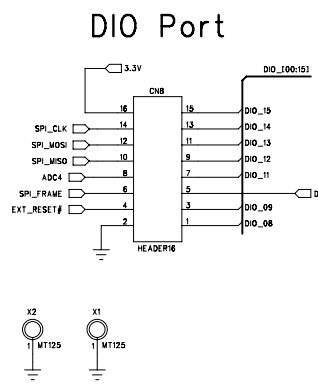 DIO Port
3.3V
DIO_[00:15]
CN8
16 15 DIO_15
SPI_CLK 14 13 DIO_14
SPI_MOSI 12 11 DIO_13
SPI_MISO 10 9 DIO_12
ADC4 8 7 DIO_11
SPI_FRAME 6 5 D
EXT_RESET# 4 3 DIO_09
2 1 DIO_08
HEADER16
X2 X1
1 MT125 1 MT125